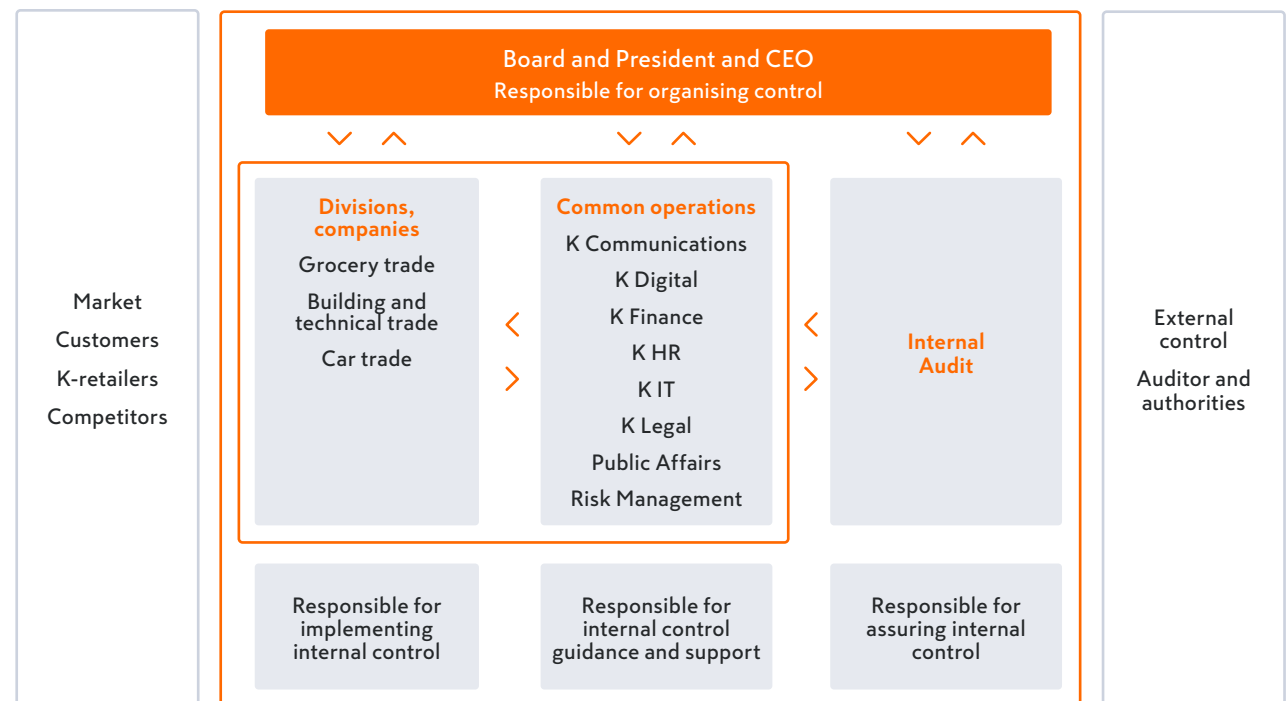 Board and President and CEO
Responsible for organising control
Market
Customers
K-retailers
Competitors
Divisions,
companies
Grocery trade
Building and
technical trade
Car trade
Common operations
K Communications
K Digital
K Finance
K HR
K IT
K Legal
Public Affairs
Risk Management
Internal
Audit
External
control
Auditor and
authorities
Responsible for
implementing
internal control
Responsible for
internal control
guidance and support
Responsible for
assuring internal
control